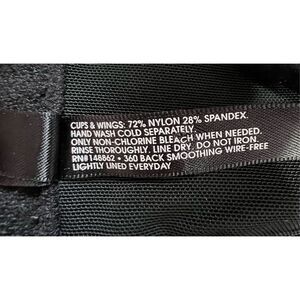 CUPS & WINGS: 72% NYLON 28% SPANDEX.
HAND WASH COLD SEPARATELY.
ONLY NON-CHLORINE BLEACH WHEN NEEDED.
RINSE THOROUGHLY. LINE DRY. DO NOT IRON.
RN#148862 • 360 BACK SMOOTHING WIRE-FREE
LIGHTLY LINED EVERYDAY